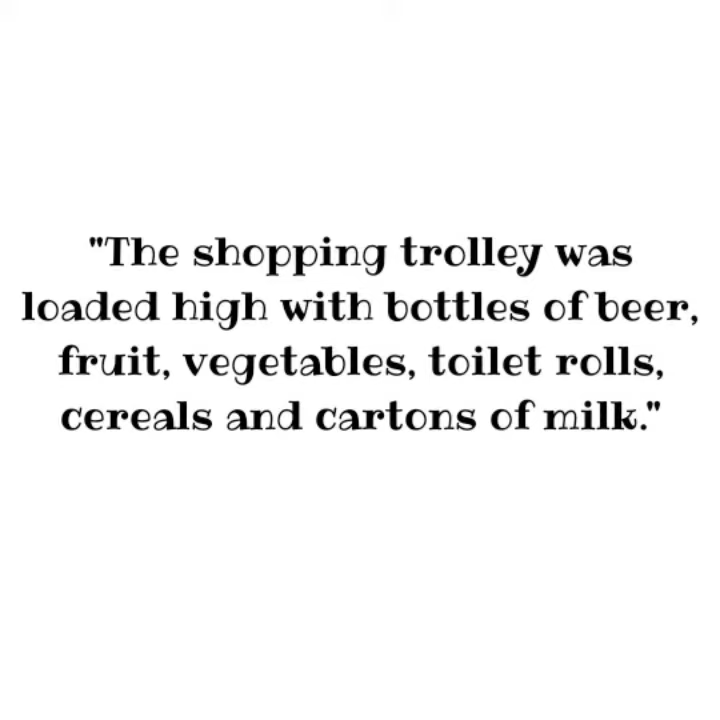 "The shopping trolley was
loaded high with bottles of beer,
fruit, vegetables, toilet rolls,
cereals and cartons of milk."